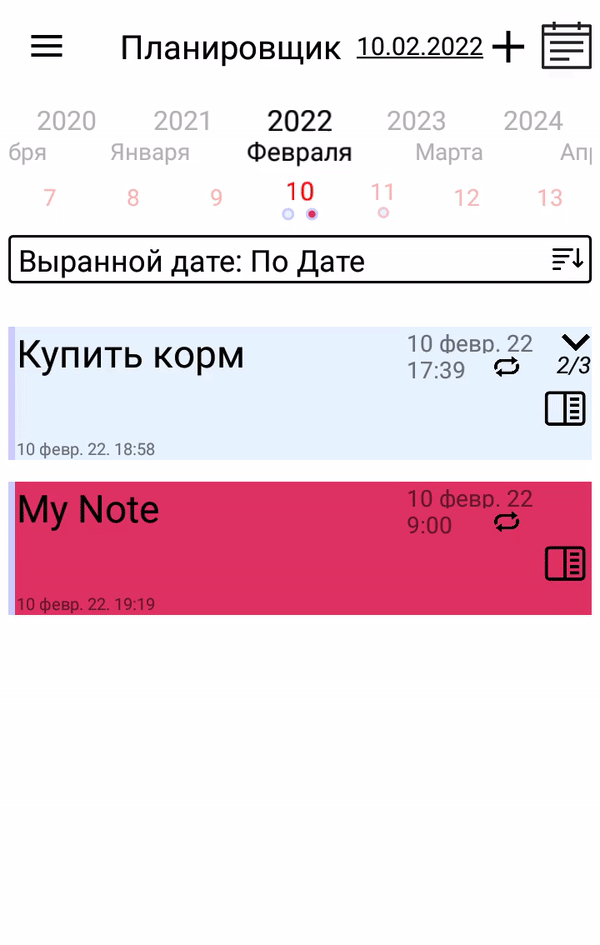 Планировщик 10.02.2022
2020 2021 2022 2023 2024
бря Января Февраля Марта Апр
7 8 9 10 11 12 13
Выранной дате: По Дате
Купить корм
10 февр. 22
17:39
2/3
10 февр. 22. 18:58
My Note
10 февр. 22
9:00
10 февр. 22. 19:19